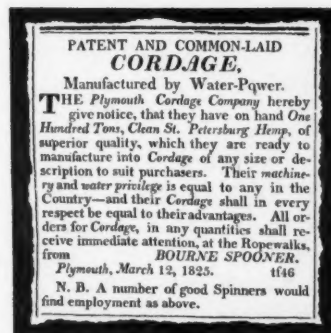 PATENT AND COMMON-LAID
CORDAGE,
Manufactured by Water-Power.
THE Plymouth Cordage Company hereby
give notice, that they have on hand One
Hundred Tons, Clean St. Petersburg Hemp, of
superior quality, which they are ready to
manufacture into Cordage of any size or de-
scription to suit purchasers. Their machine-
ry and water privilege is equal to any in the
Country—and their Cordage shall in every
respect be equal to their advantages. All or-
ders for Cordage, in any quantities shall re-
ceive immediate attention, at the Ropewalks,
from BOURNE SPOONER.
Plymouth, March 12, 1825. tf46
N. B. A number of good Spinners would
find employment as above.